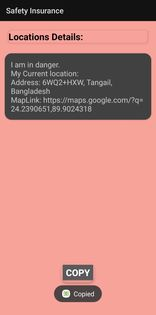 Safety Insurance
Locations Details:
I am in danger.
My Current location:
Address: 6WQ2+HXW, Tangail,
Bangladesh
MapLink: https://maps.google.com/?q=
24.2390651,89.9024318
COPY
Copied